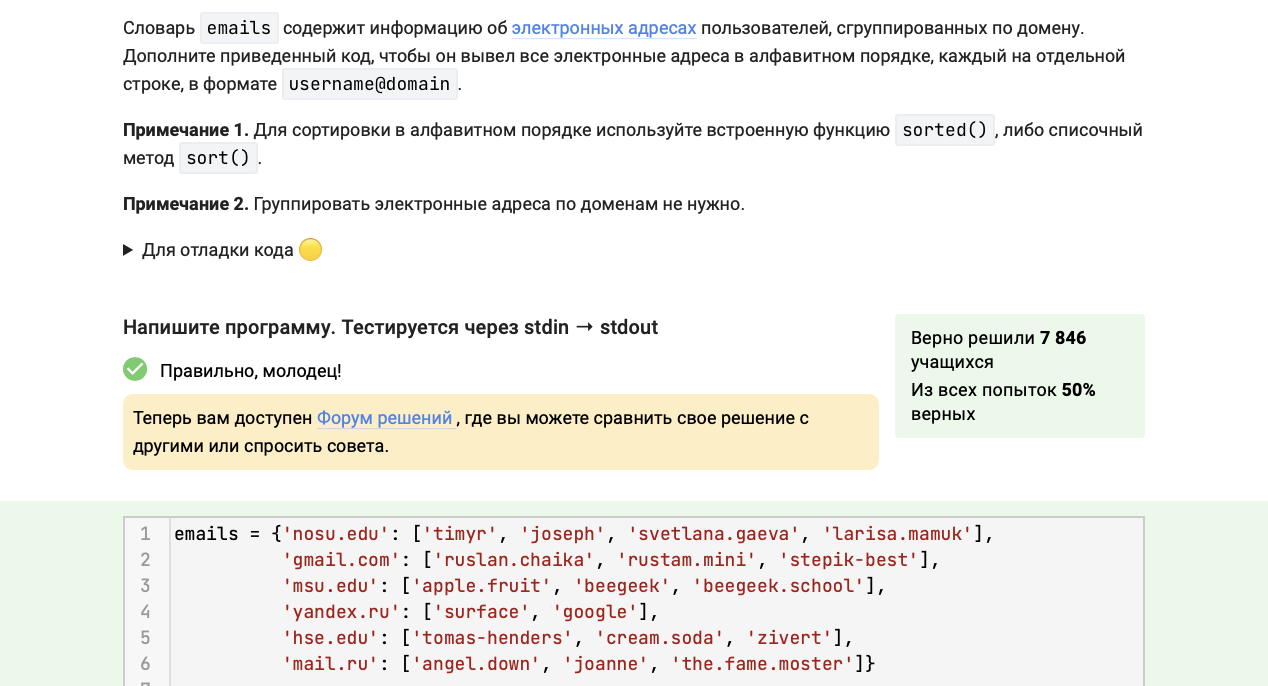 Словарь emails содержит информацию об электронных адресах пользователей, сгруппированных по домену.
Дополните приведенный код, чтобы он вывел все электронные адреса в алфавитном порядке, каждый на отдельной
строке, в формате username@domain.
Примечание 1. Для сортировки в алфавитном порядке используйте встроенную функцию sorted(), либо списочный
метод sort().
Примечание 2. Группировать электронные адреса по доменам не нужно.
Для отладки кода
Напишите программу. Тестируется через stdin → stdout
Правильно, молодец!
Теперь вам доступен Форум решений, где вы можете сравнить свое решение с
другими или спросить совета.
Верно решили 7 846
учащихся
Из всех попыток 50%
верных
1 emails = {'nosu.edu': ['timyr', 'joseph', 'svetlana.gaeva', 'larisa.mamuk'],
2 'gmail.com': ['ruslan.chaika', 'rustam.mini', 'stepik-best'],
3 'msu.edu': ['apple.fruit', 'beegeek', 'beegeek.school'],
4 'yandex.ru': ['surface', 'google'],
5 'hse.edu': ['tomas-henders', 'cream.soda', 'zivert'],
6 'mail.ru': ['angel.down', 'joanne', 'the.fame.moster']}